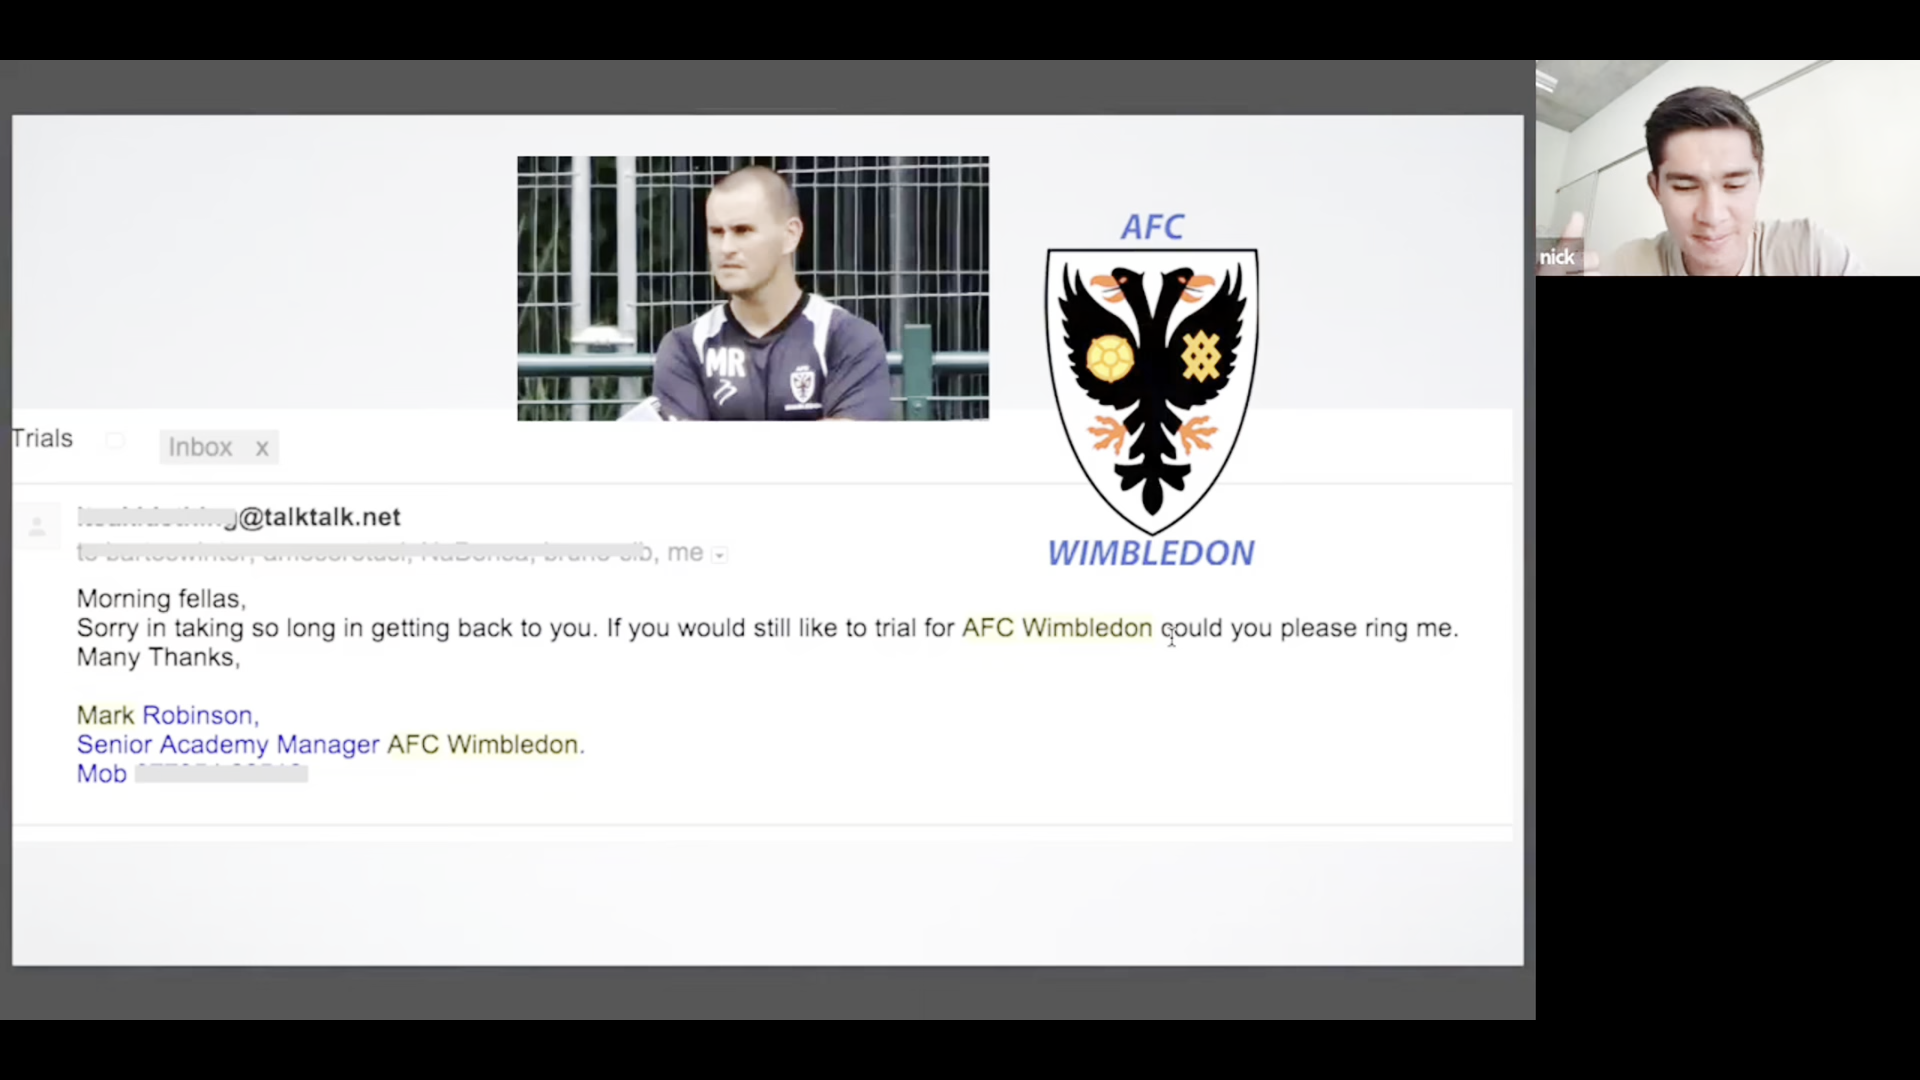 nick
MR
AFC
WIMBLEDON
AFC
WIMBLEDON
Trials
Inbox x
@talktalk.net
me
Morning fellas,
Sorry in taking so long in getting back to you. If you would still like to trial for AFC Wimbledon could you please ring me.
Many Thanks,
Mark Robinson,
Senior Academy Manager AFC Wimbledon.
Mob